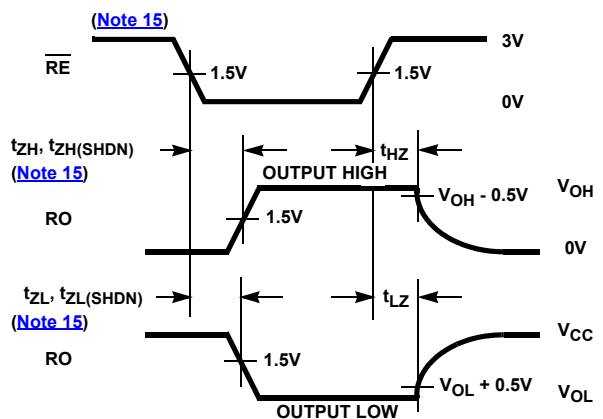 (Note 15)
RE
3V
1.5V
1.5V
0V
tZH, tZH(SHDN)
(Note 15)
tHZ
OUTPUT HIGH
VOH - 0.5V
VOH
RO
1.5V
0V
tZL, tZL(SHDN)
(Note 15)
tLZ
VCC
RO
1.5V
VOL + 0.5V
VOL
OUTPUT LOW